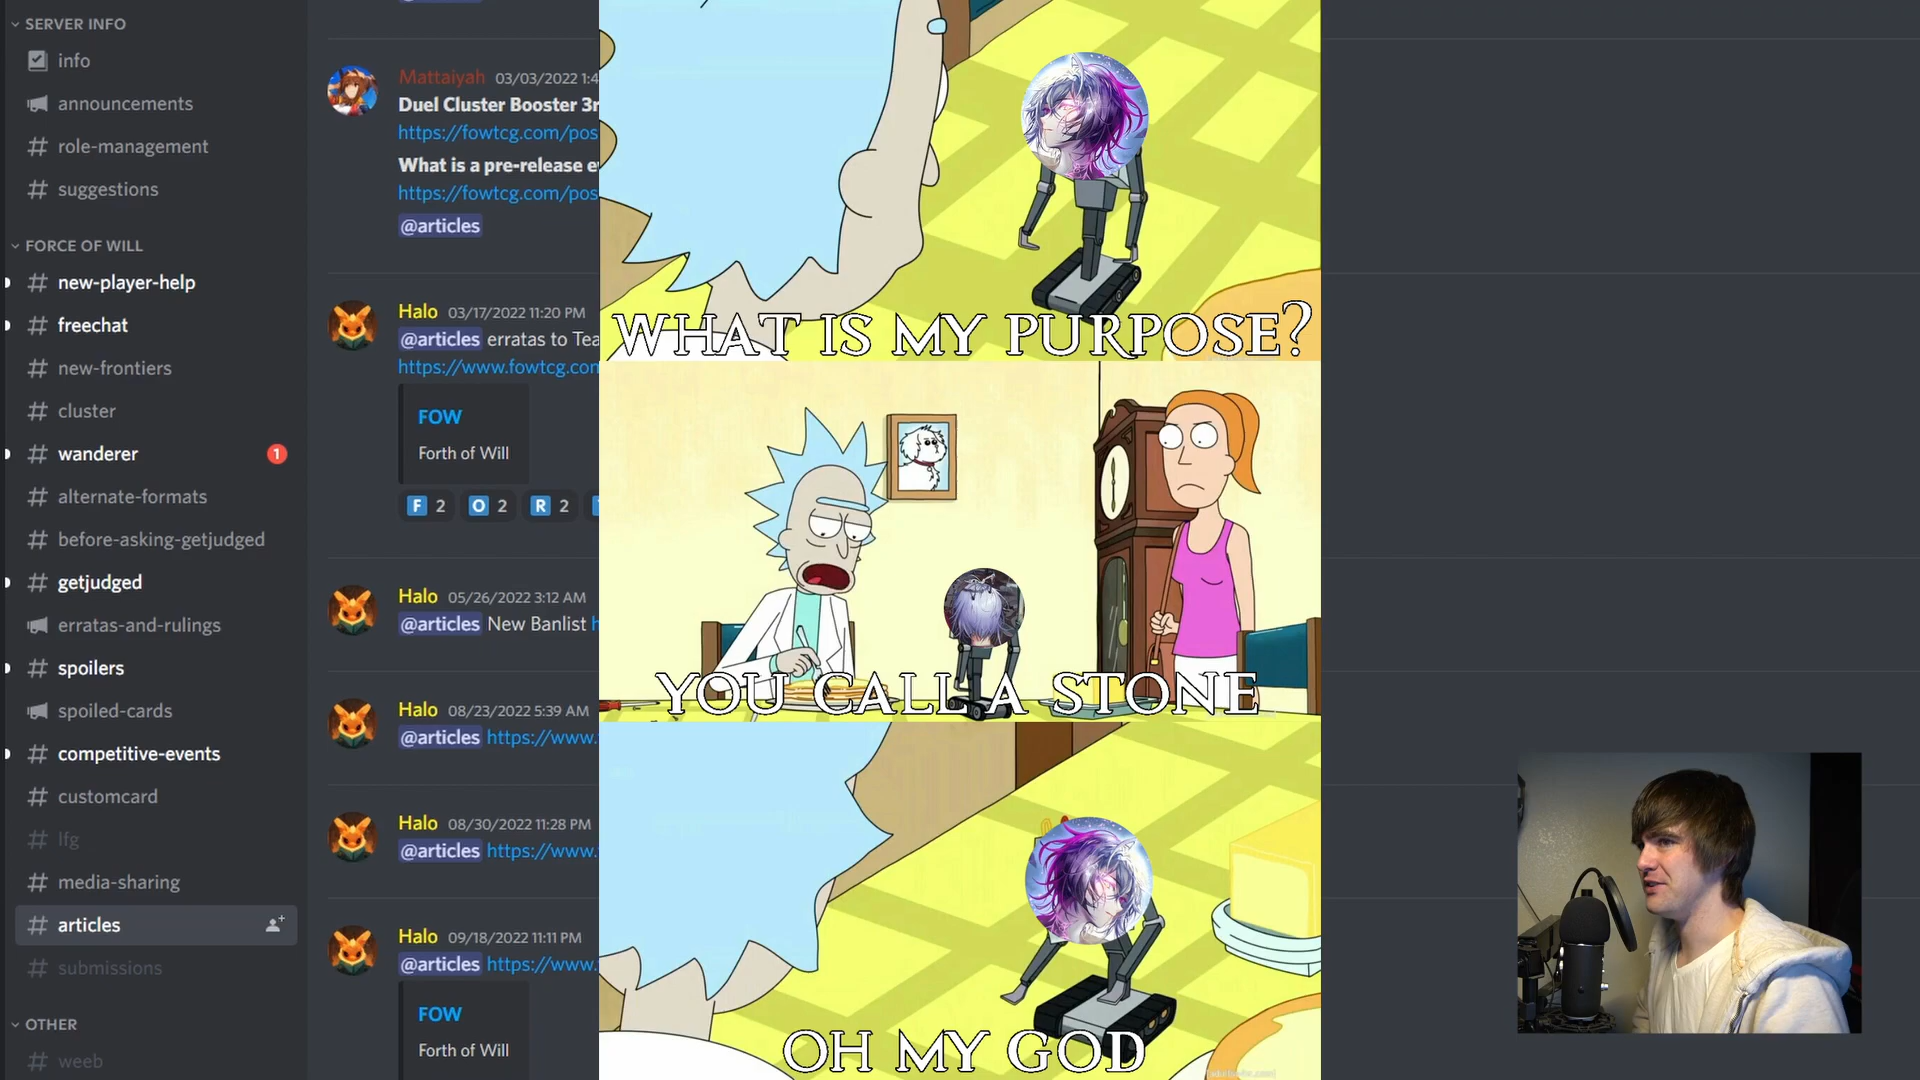 SERVER INFO
info
announcements
role-management
suggestions
FORCE OF WILL
new-player-help
freechat
new-frontiers
cluster
wanderer 1
alternate-formats
before-asking-getjudged
getjudged
erratas-and-rulings
spoilers
spoiled-cards
competitive-events
customcard
lfg
media-sharing
articles
submissions
OTHER
weeb
Mattaiyah 03/03/2022 1:4
Duel Cluster Booster 3r
https://fowtcg.com/pos
What is a pre-release e
https://fowtcg.com/pos
@articles
Halo 03/17/2022 11:20 PM
@articles erratas to Tea
https://www.fowtcg.com
FOW
Forth of Will
F 2 O 2 R 2
Halo 05/26/2022 3:12 AM
@articles New Banlist h
Halo 08/23/2022 5:39 AM
@articles https://www.
Halo 08/30/2022 11:28 PM
@articles https://www.
Halo 09/18/2022 11:11 PM
@articles https://www.
FOW
Forth of Will
WHAT IS MY PURPOSE?
YOU CALL A STONE
OH MY GOD